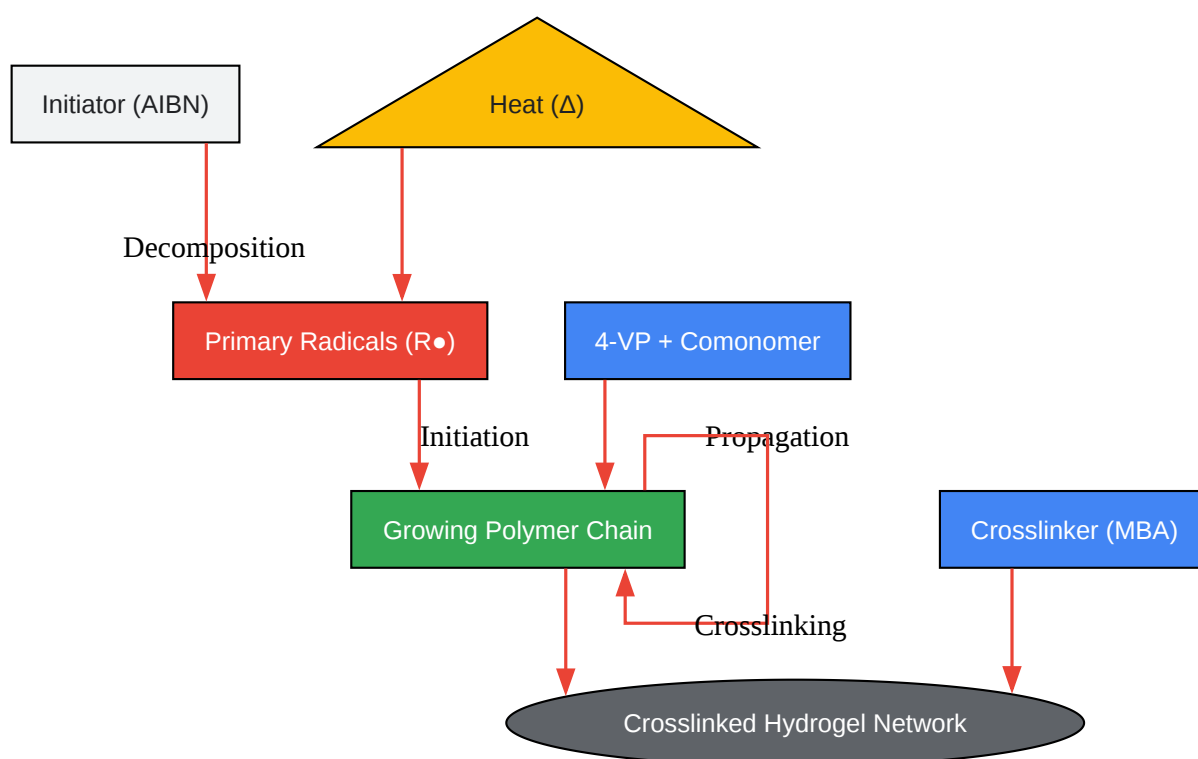 Initiator (AIBN)
Heat (Δ)
Decomposition
Primary Radicals (R●)
4-VP + Comonomer
Initiation
Propagation
Growing Polymer Chain
Crosslinker (MBA)
Crosslinking
Crosslinked Hydrogel Network